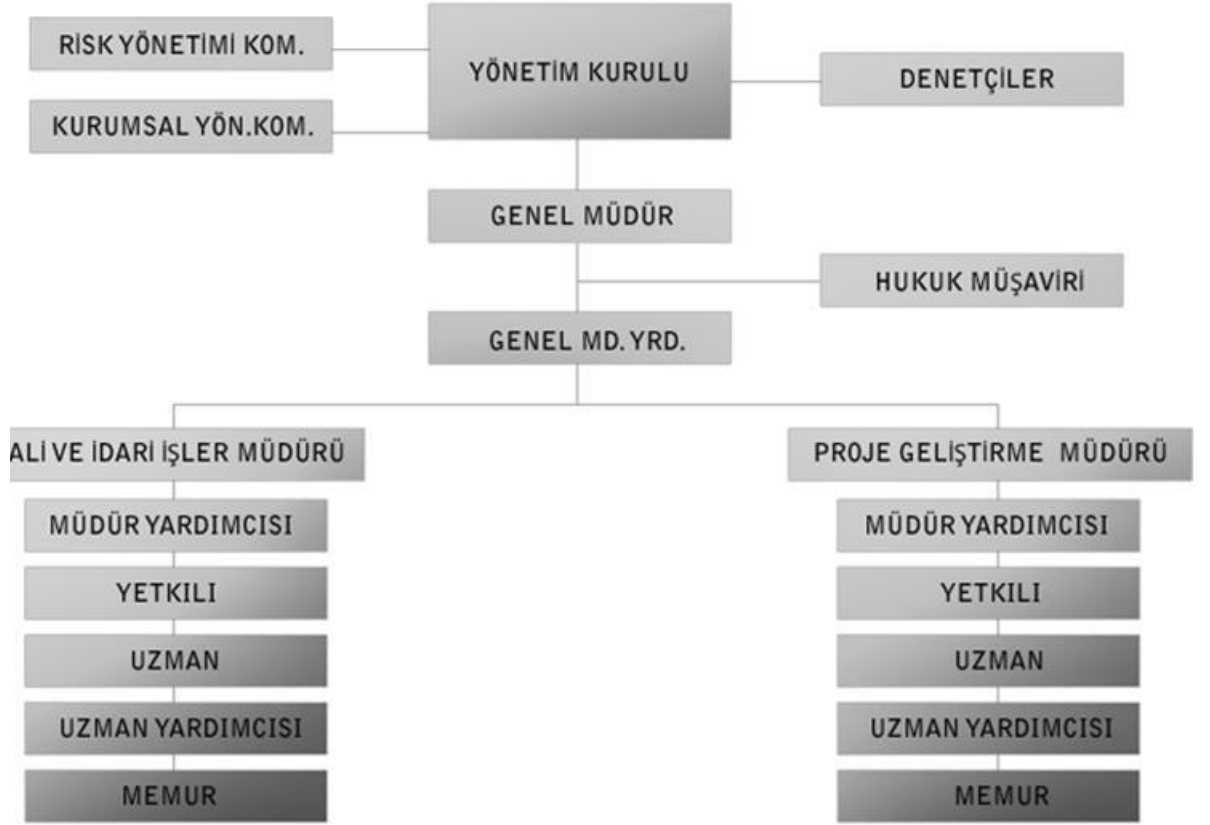 RİSK YÖNETİMİ KOM.
YÖNETİM KURULU
DENETÇİLER
KURUMSAL YÖN.KOM.
GENEL MÜDÜR
HUKUK MÜŞAVİRİ
GENEL MD. YRD.
ALİ VE İDARİ İŞLER MÜDÜRÜ
MÜDÜR YARDIMCISI
YETKILI
UZMAN
UZMAN YARDIMCISI
MEMUR
PROJE GELİŞTİRME MÜDÜRÜ
MÜDÜR YARDIMCISI
YETKILI
UZMAN
UZMAN YARDIMCISI
MEMUR